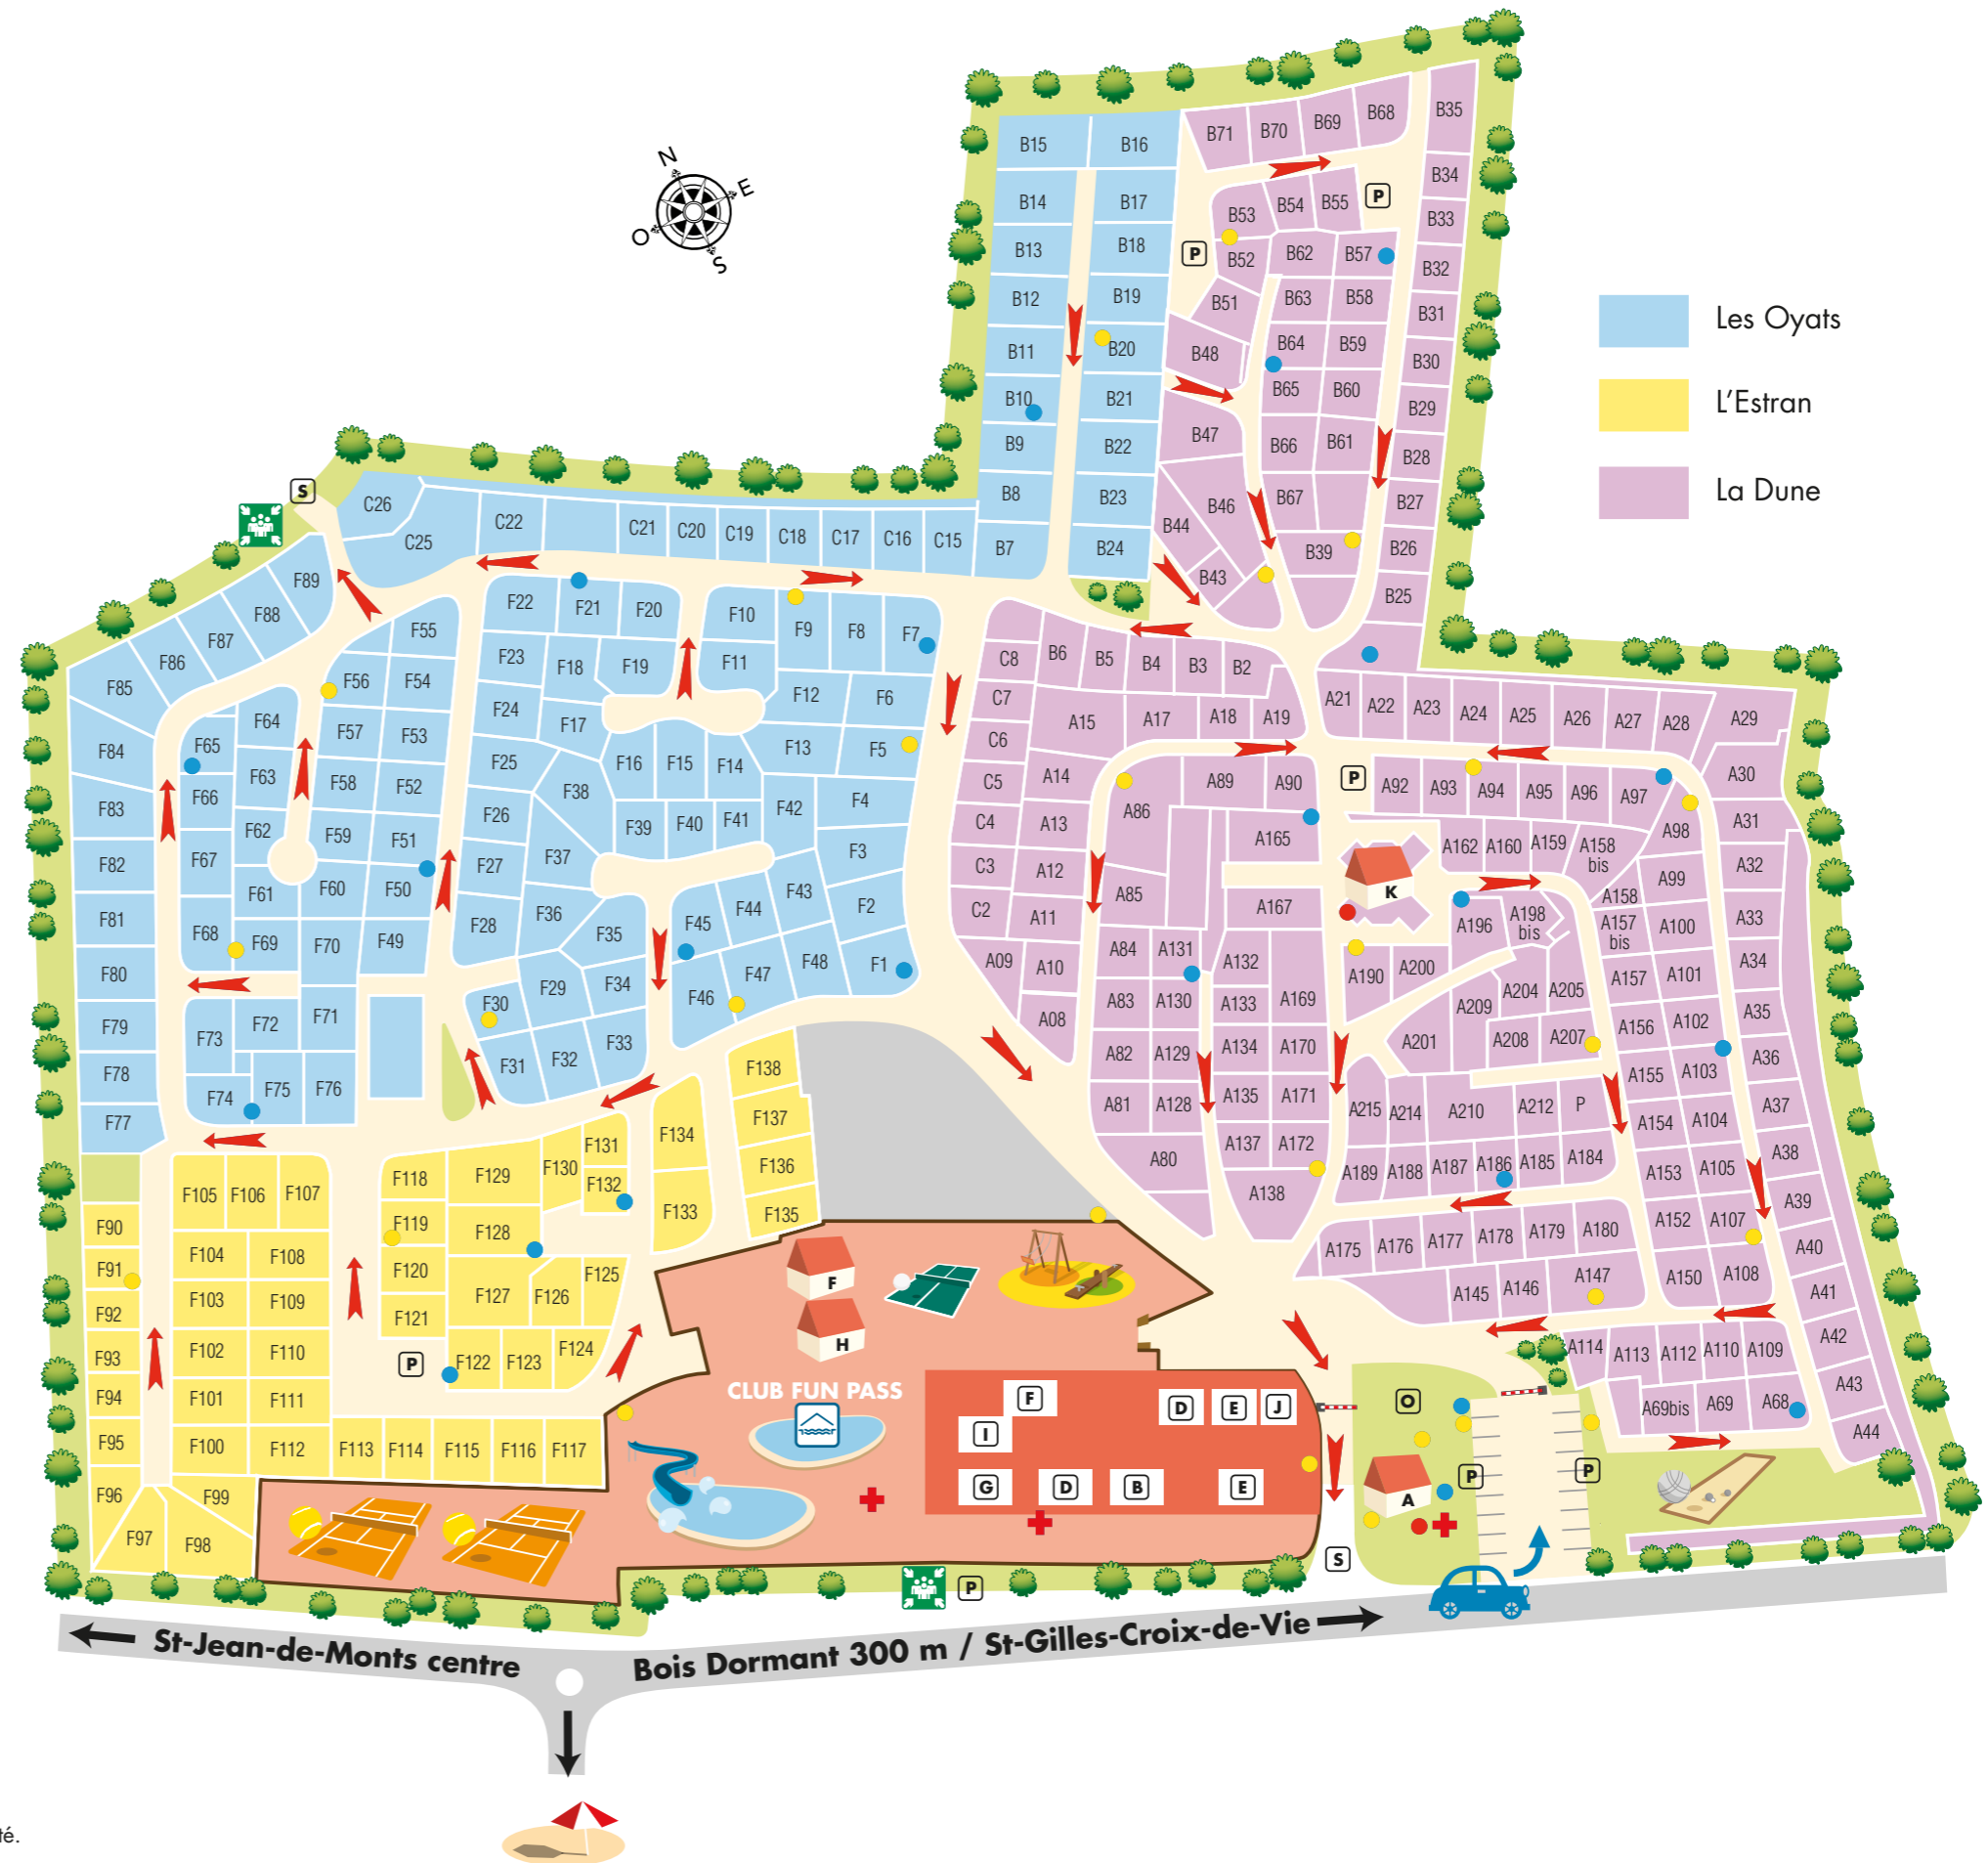 N
E
O
S
Les Oyats
L'Estran
La Dune
B71 B70 B69 B68 B35
B15 B16
B14 B17
B13 B18
B12 B19
B11 B20
B10 B21
B9 B22
B8 B23
B7 B24
B53 B54 B55 P
P B52 B62 B57
B51 B63 B58
B48 B64 B59
B65 B60
B47 B66 B61
B46 B67
B44 B39
B43
B34
B33
B32
B31
B30
B29
B28
B27
B26
B25
S
C26 C25 C22 C21 C20 C19 C18 C17 C16 C15
F89
F88
F87
F86
F85
F84
F83
F82
F81
F80
F79
F78
F77
F55
F56 F54
F57 F53
F58 F52
F59 F51
F60 F50
F64
F65 F63
F66 F62
F67 F61
F68 F69 F70 F49
F73 F72 F71
F74 F75 F76
F22 F21 F20
F23 F18 F19
F24 F17
F25 F38 F16 F15 F14
F26 F39 F40 F41 F42
F27 F37
F28 F36 F35
F30 F29 F34
F31 F32 F33
F10 F9 F8 F7
F11 F12 F6
F13 F5
F4
F3
F45 F44 F43 F2
F46 F47 F48 F1
C8 B6 B5 B4 B3 B2
C7 A15 A17 A18 A19
C6
C5 A14
C4 A13
C3 A12
C2 A11
A09 A10
A08
A86 A89 A90
A165
A85 A167
A84 A131 A132
A83 A130 A133 A169
A82 A129 A134 A170
A81 A128 A135 A171
A80 A137 A172
A138
A21 A22 A23 A24 A25 A26 A27 A28 A29
P A92 A93 A94 A95 A96 A97 A98
A30
A31
A32
A33
A34
A35
A36
A37
A38
A39
A40
A41
A42
A43
A44
K
A162 A160 A159 A158
bis
A158 A99
A196 A198
bis
A157
bis
A100
A190 A200 A157 A101
A209 A204 A205
A201 A208 A207 A156 A102
A155 A103
A215 A214 A210 A212 P A154 A104
A189 A188 A187 A186 A185 A184 A153 A105
A175 A176 A177 A178 A179 A180 A152 A107
A145 A146 A147 A150 A108
A114 A113 A112 A110 A109
A69bis A69 A68
F138
F137
F136
F135
F134
F133
F131
F130 F132
F118 F129
F119 F128
F120 F127 F126 F125
F121
P F122 F123 F124
F105 F106 F107
F104 F108
F103 F109
F102 F110
F101 F111
F100 F112 F113 F114 F115 F116 F117
F90
F91
F92
F93
F94
F95
F96 F99
F97 F98
F
H
CLUB FUN PASS
F D E J
I
G D B E
O
P P
A
S
P
St-Jean-de-Monts centre
Bois Dormant 300 m / St-Gilles-Croix-de-Vie
té.